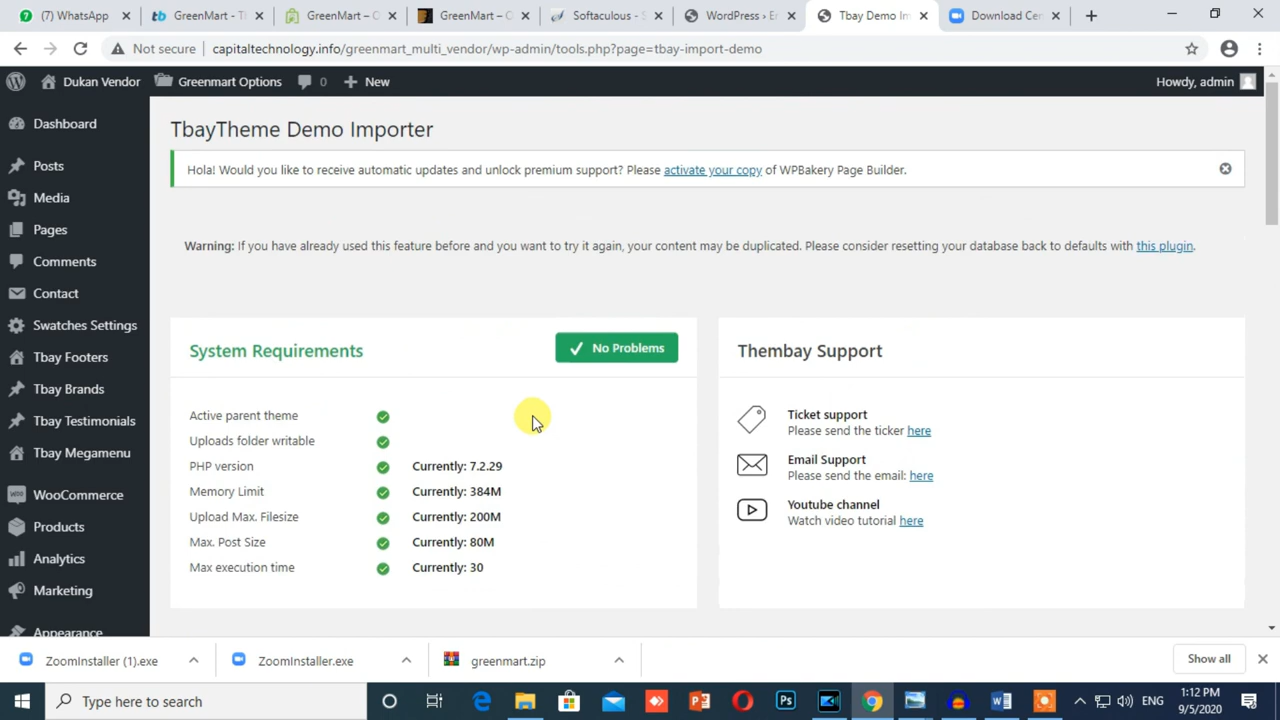 (7) WhatsApp
GreenMart - Th
GreenMart – O
GreenMart – O
Softaculous - S
WordPress › Er
Tbay Demo Im
Download Cen
Not secure
capitaltechnology.info/greenmart_multi_vendor/wp-admin/tools.php?page=tbay-import-demo
Dukan Vendor
Greenmart Options
0
New
Howdy, admin
Dashboard
Posts
Media
Pages
Comments
Contact
Swatches Settings
Tbay Footers
Tbay Brands
Tbay Testimonials
Tbay Megamenu
WooCommerce
Products
Analytics
Marketing
Appearance
TbayTheme Demo Importer
Hola! Would you like to receive automatic updates and unlock premium support? Please activate your copy of WPBakery Page Builder.
Warning: If you have already used this feature before and you want to try it again, your content may be duplicated. Please consider resetting your database back to defaults with this plugin.
System Requirements
No Problems
Active parent theme
Uploads folder writable
PHP version Currently: 7.2.29
Memory Limit Currently: 384M
Upload Max. Filesize Currently: 200M
Max. Post Size Currently: 80M
Max execution time Currently: 30
Thembay Support
Ticket support
Please send the ticker here
Email Support
Please send the email: here
Youtube channel
Watch video tutorial here
ZoomInstaller (1).exe
ZoomInstaller.exe
greenmart.zip
Show all
Type here to search
ENG
1:12 PM
9/5/2020